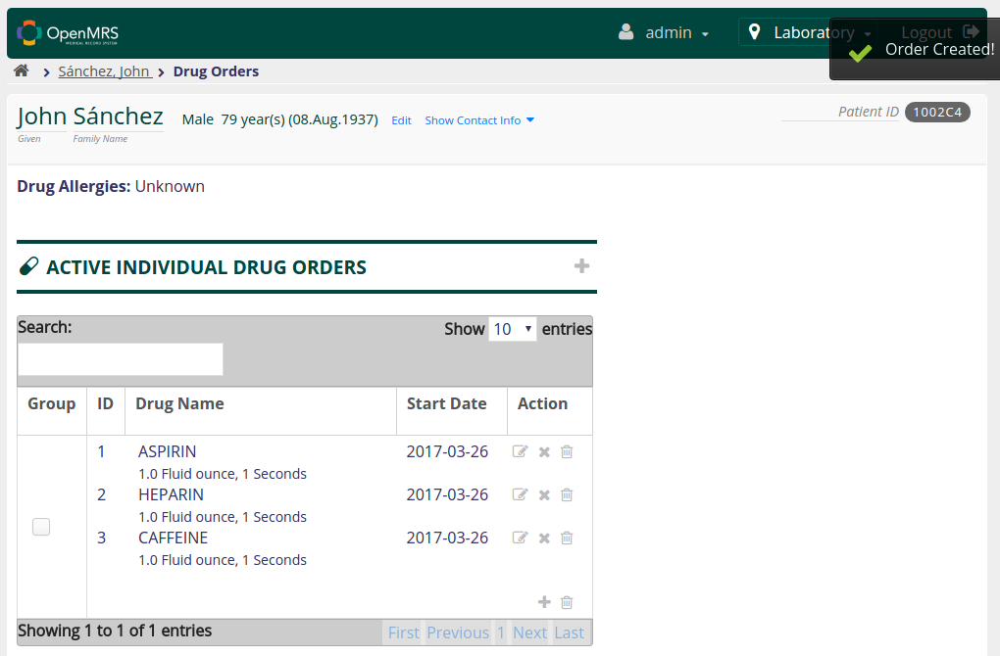 OpenMRS
MEDICAL RECORD SYSTEM
admin
Laboratory
Logout
Order Created!
Sánchez, John
Drug Orders
John Sánchez Male 79 year(s) (08.Aug.1937) Edit Show Contact Info
Given Family Name
Patient ID 1002C4
Drug Allergies: Unknown
ACTIVE INDIVIDUAL DRUG ORDERS
Search: Show 10 entries
Group ID Drug Name Start Date Action
1 ASPIRIN 2017-03-26
1.0 Fluid ounce, 1 Seconds
2 HEPARIN 2017-03-26
1.0 Fluid ounce, 1 Seconds
3 CAFFEINE 2017-03-26
1.0 Fluid ounce, 1 Seconds
Showing 1 to 1 of 1 entries First Previous 1 Next Last